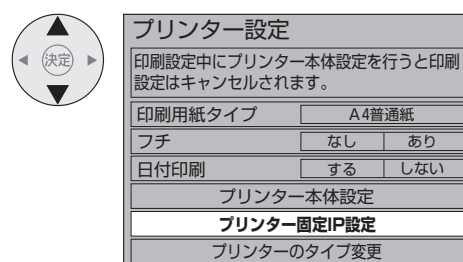 決定
プリンター設定
印刷設定中にプリンター本体設定を行うと印刷
設定はキャンセルされます。
印刷用紙タイプ A4普通紙
フチ なし あり
日付印刷 する しない
プリンター本体設定
プリンター固定IP設定
プリンターのタイプ変更